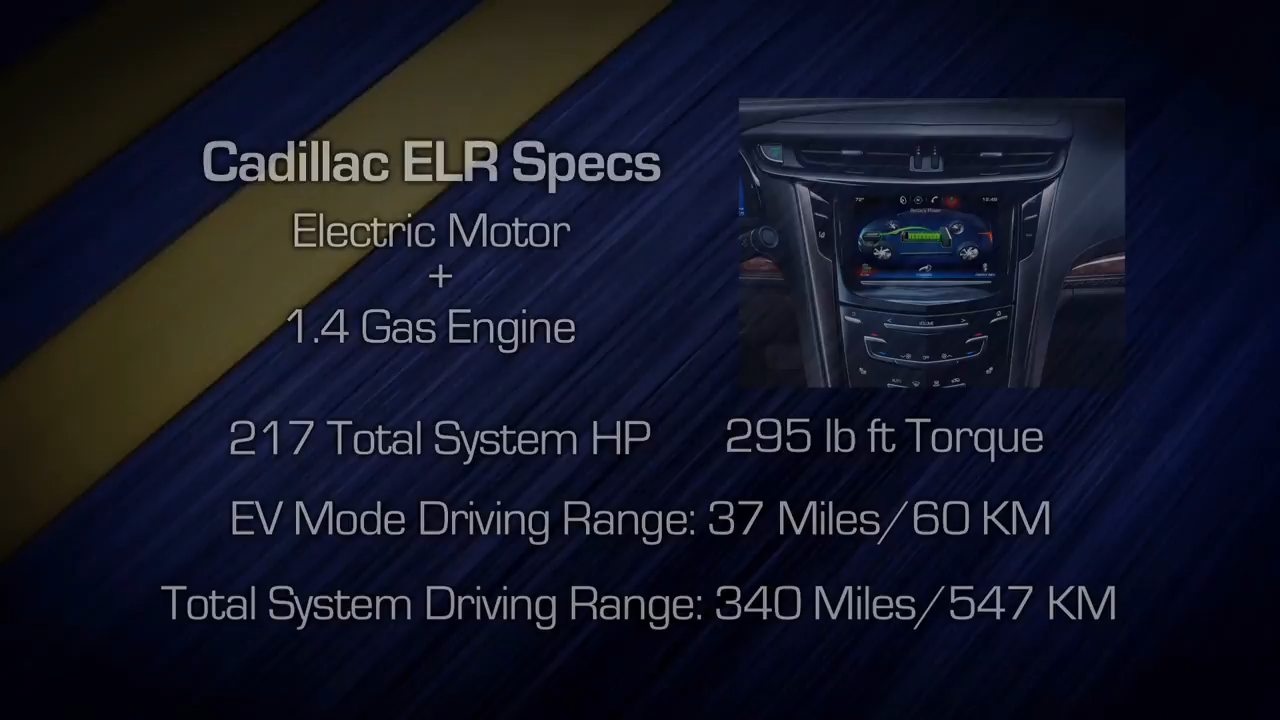 Cadillac ELR Specs
Electric Motor
+
1.4 Gas Engine
217 Total System HP
295 lb ft Torque
EV Mode Driving Range: 37 Miles/60 KM
Total System Driving Range: 340 Miles/547 KM